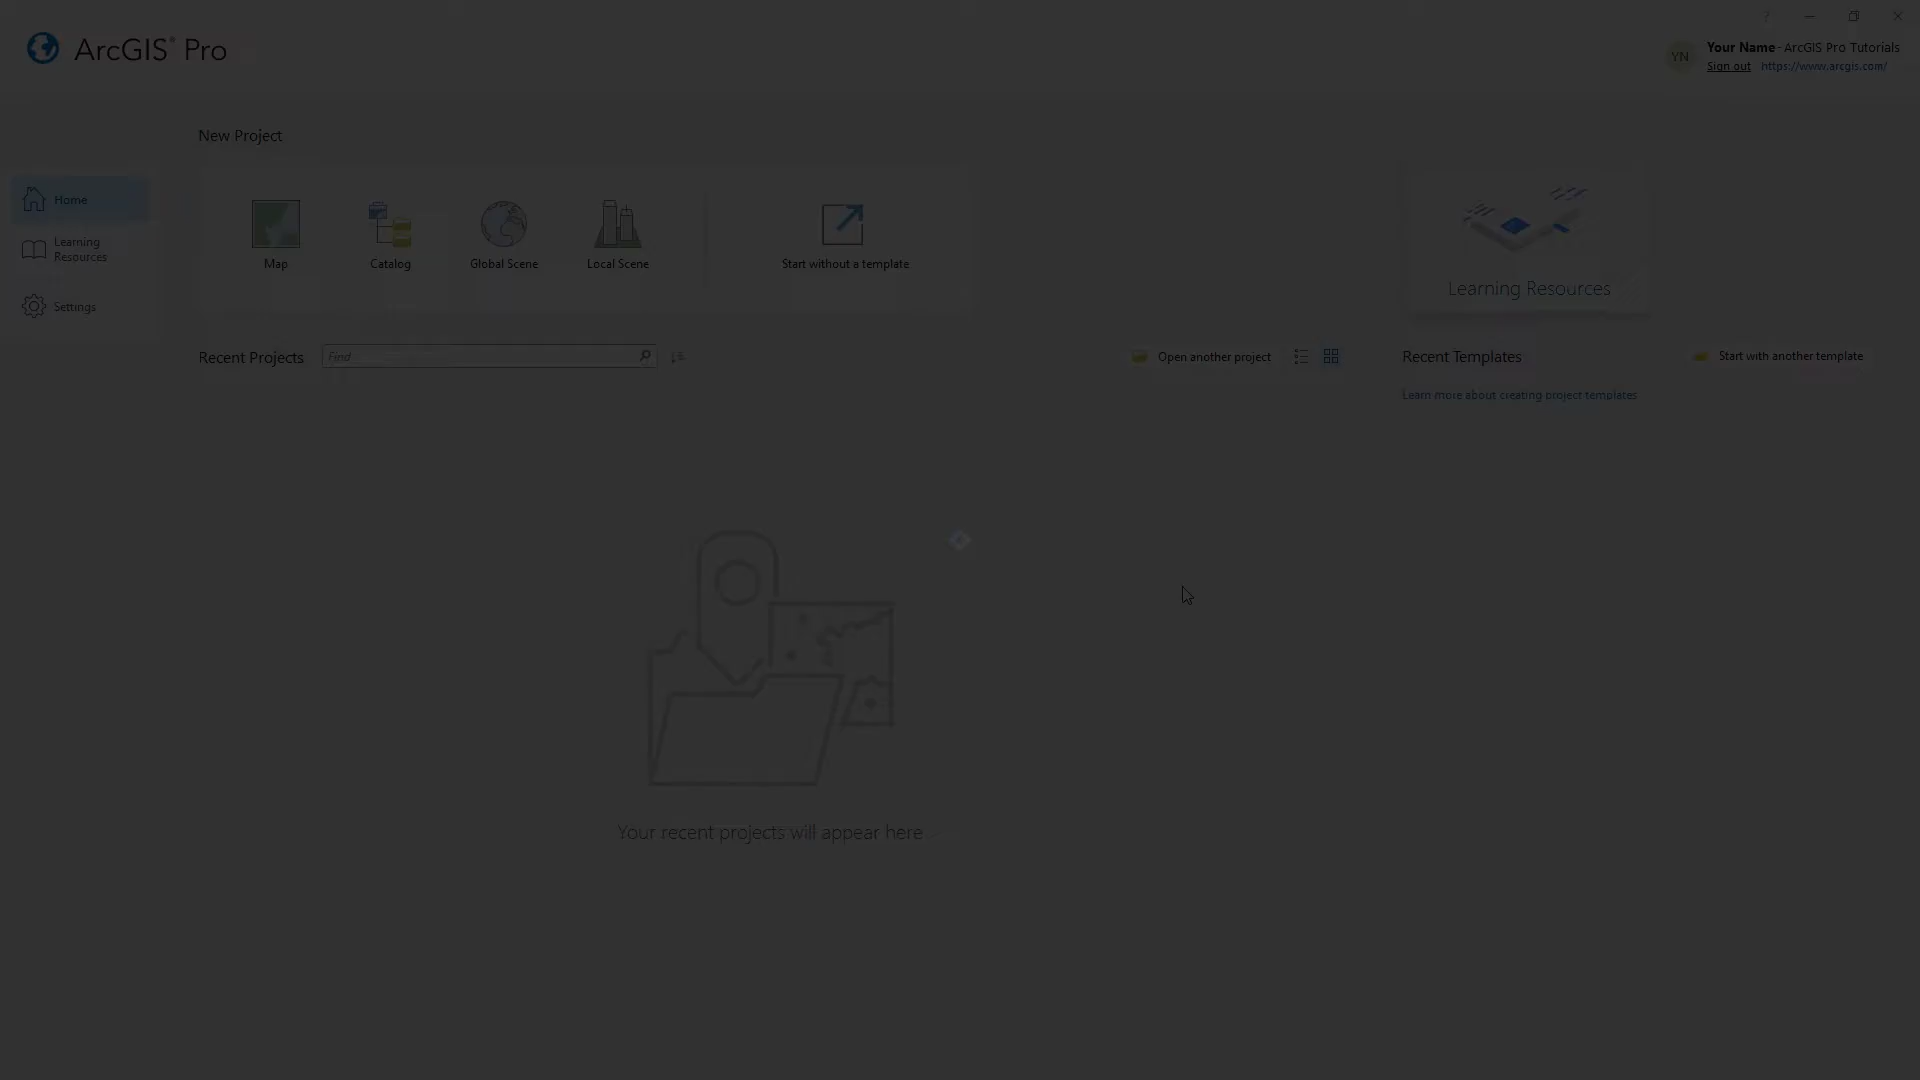 ?
ArcGIS® Pro
Your Name - ArcGIS Pro Tutorials
YN
Sign out https://www.arcgis.com/
New Project
Home
Learning
Resources
Settings
Map
Catalog
Global Scene
Local Scene
Start without a template
Learning Resources
Recent Projects
Find
Open another project
Recent Templates
Start with another template
Learn more about creating project templates
Your recent projects will appear here